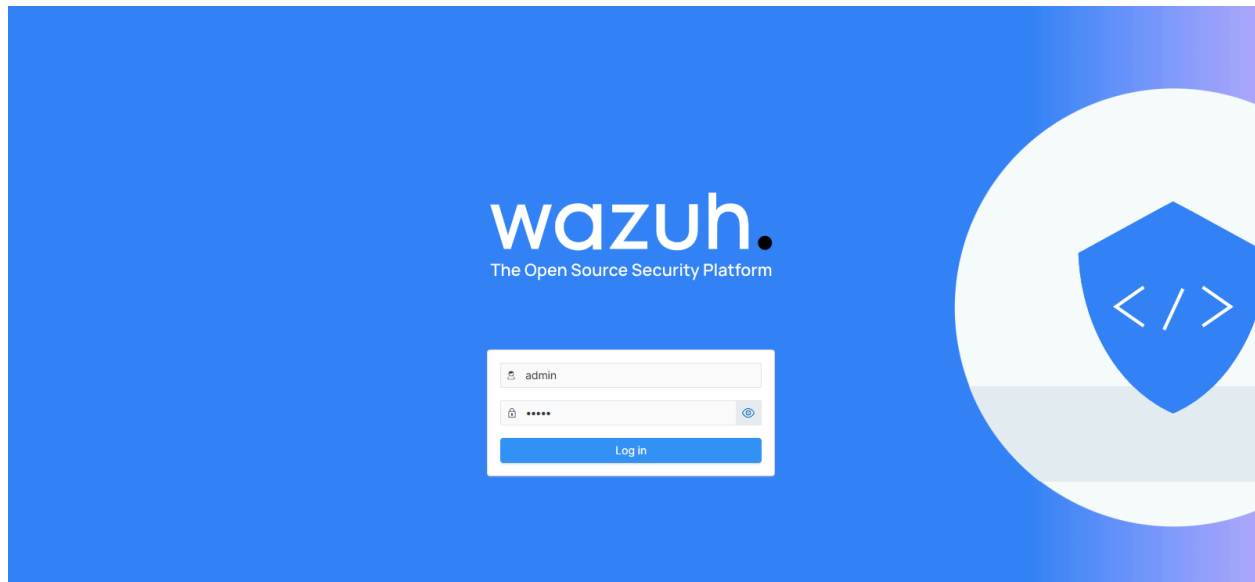 wazuh.
The Open Source Security Platform
admin
•••••
Log in